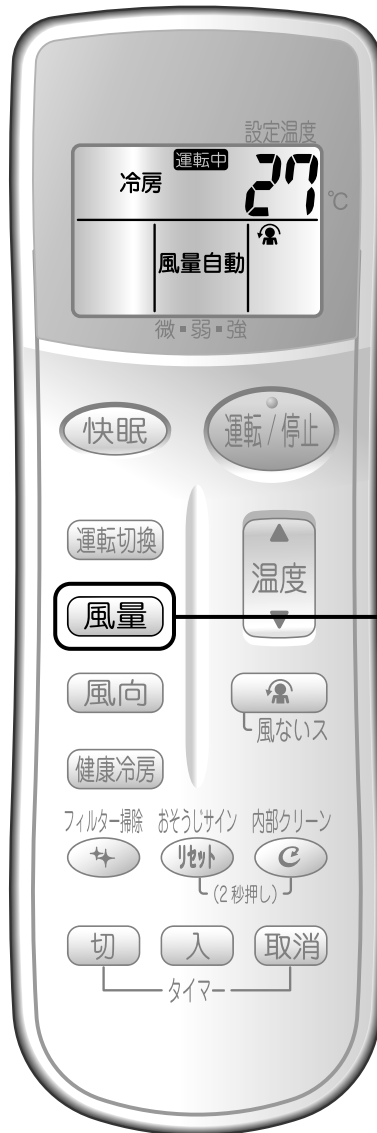 設定温度
運転中
冷房 27 ℃
風量自動
微■弱■強
快眠 運転/停止
運転切換
▲
温度
▼
風量
風向
風ないス
健康冷房
フィルター掃除 おそうじサイン 内部クリーン
リセット
(2秒押し)
切 入 取消
タイマー